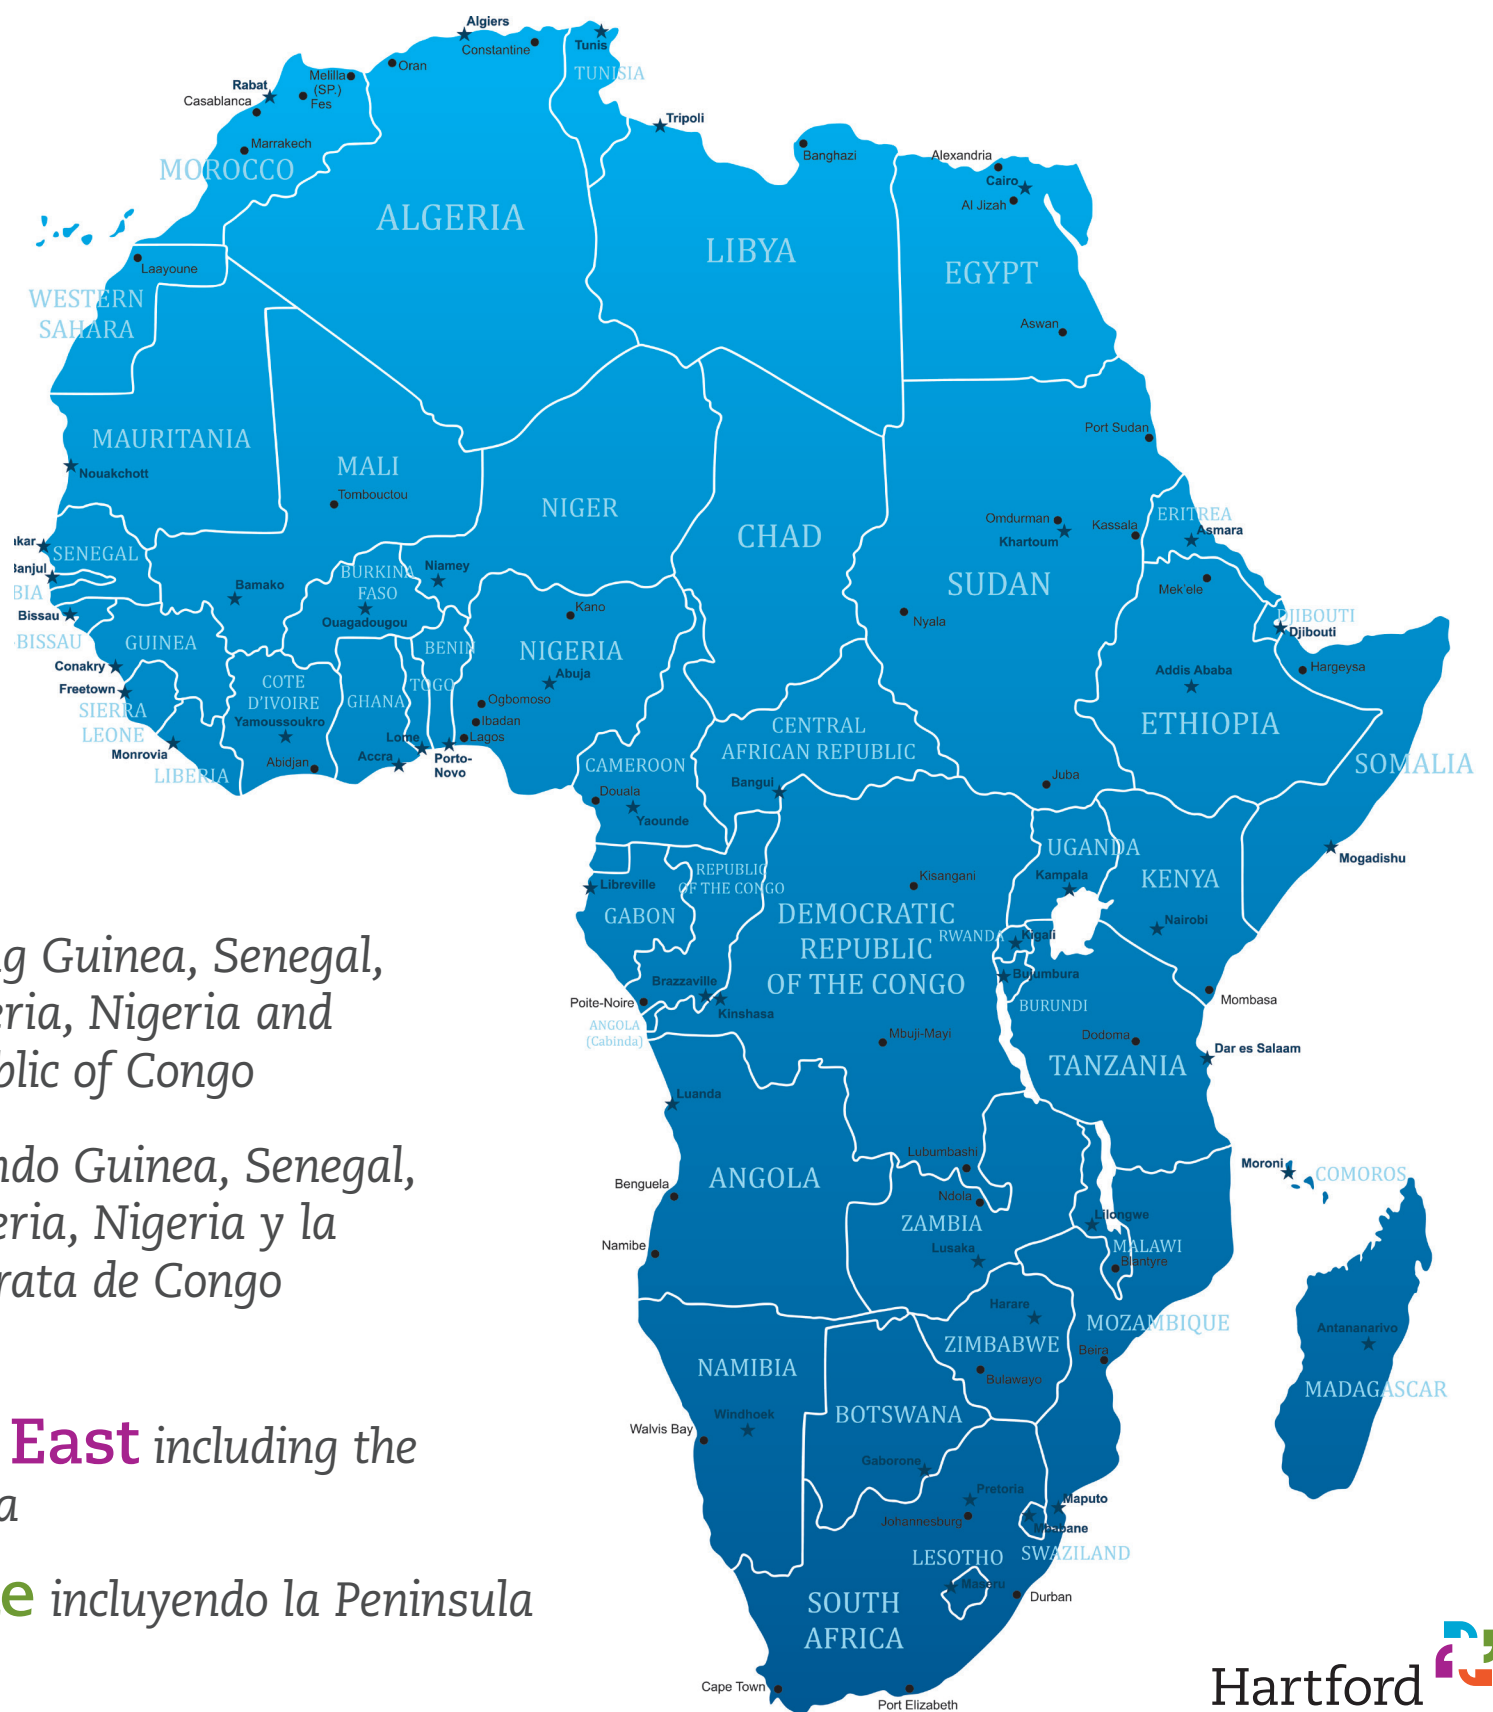 Algiers
Constantine
Tunis
TUNISIA
Oran
Melilla
(SP.)
Fes
Rabat
Casablanca
Marrakech
MOROCCO
Tripoli
Banghazi
Alexandria
Cairo
Al Jizah
ALGERIA
LIBYA
EGYPT
Laayoune
WESTERN
SAHARA
Aswan
MAURITANIA
Nouakchott
MALI
Tombouctou
NIGER
CHAD
Port Sudan
Omdurman
Khartoum
Kassala
SUDAN
Nyala
ERITREA
Asmara
Mek'ele
DJIBOUTI
Djibouti
Hargeysa
kar
SENEGAL
Banjul
BIA
Bissau
BISSAU
GUINEA
Conakry
Freetown
SIERRA
LEONE
Monrovia
LIBERIA
Bamako
BURKINA
FASO
Ouagadougou
Niamey
COTE
D'IVOIRE
Yamoussoukro
Abidjan
GHANA
Accra
TOGO
Lome
BENIN
Porto-
Novo
Kano
NIGERIA
Abuja
Ogbomoso
Ibadan
Lagos
CENTRAL
AFRICAN REPUBLIC
Bangui
CAMEROON
Douala
Yaounde
Addis Ababa
ETHIOPIA
SOMALIA
Mogadishu
Juba
UGANDA
Kampala
KENYA
Nairobi
Mombasa
Libreville
GABON
REPUBLIC
OF THE CONGO
Brazzaville
Kinshasa
Poite-Noire
ANGOLA
(Cabinda)
Kisangani
DEMOCRATIC
REPUBLIC
OF THE CONGO
Mbuji-Mayi
RWANDA
Kigali
Bujumbura
BURUNDI
Dodoma
TANZANIA
Dar es Salaam
Luanda
ANGOLA
Benguela
Namibe
Lubumbashi
Ndola
ZAMBIA
Lusaka
Lilongwe
MALAWI
Blantyre
Moroni
COMOROS
Harare
ZIMBABWE
Bulawayo
MOZAMBIQUE
Beira
Antananarivo
MADAGASCAR
NAMIBIA
Windhoek
Walvis Bay
BOTSWANA
Gaborone
Pretoria
Johannesburg
Maputo
Mbabane
SWAZILAND
LESOTHO
Maseru
Durban
SOUTH
AFRICA
Cape Town
Port Elizabeth
g Guinea, Senegal,
eria, Nigeria and
blic of Congo
ndo Guinea, Senegal,
eria, Nigeria y la
rata de Congo
East including the
a
e incluyendo la Peninsula
Hartford